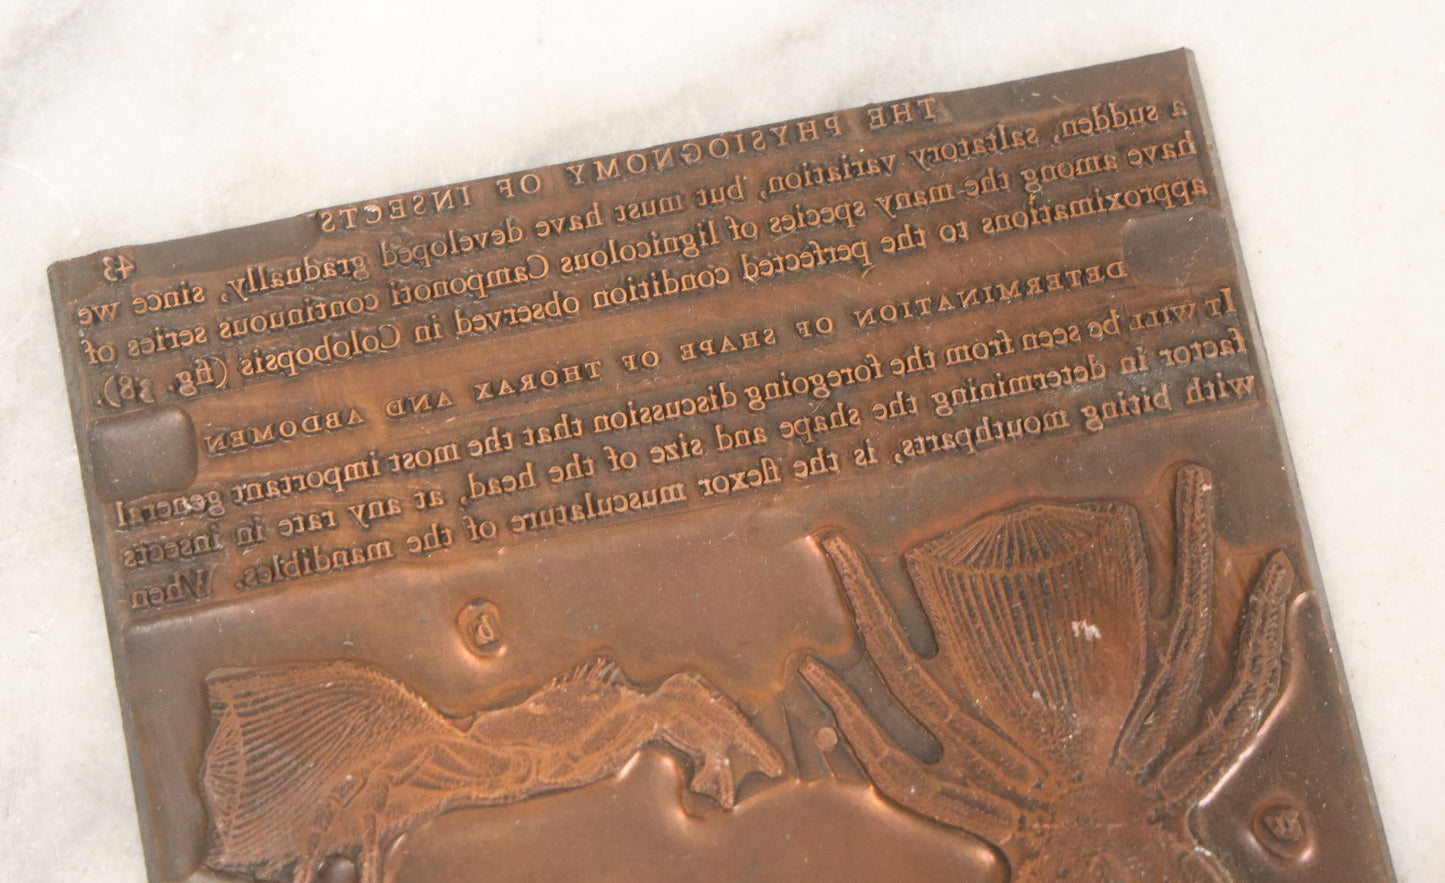 THE PHYSIOGNOMY OF INSECTS 43
a sudden, saltatory variation, but must have developed gradually, since we
have among the many species of lignicolous Camponoti continuous series of
approximations to the perfected condition observed in Colobopsis (fig. 38).
DETERMINATION OF SHAPE OF THORAX AND ABDOMEN
IT WILL be seen from the foregoing discussion that the most important general
factor in determining the shape and size of the head, at any rate in insects
with biting mouthparts, is the flexor musculature of the mandibles. When
b